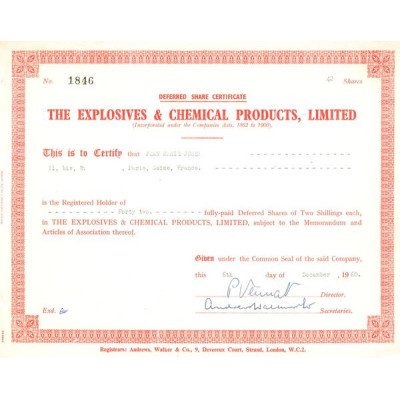 No. 1846 42 Shares
DEFERRED SHARE CERTIFICATE
THE EXPLOSIVES & CHEMICAL PRODUCTS, LIMITED
(Incorporated under the Companies Acts, 1862 to 1900).
This is to Certify that JEAN
11, bis, Paris, Seine, France.
is the Registered Holder of
Forty two fully-paid Deferred Shares of Two Shillings each,
in THE EXPLOSIVES & CHEMICAL PRODUCTS, LIMITED, subject to the Memorandum and
Articles of Association thereof.
Given under the Common Seal of the said Company,
this 6th day of December, 1960.
Director.
Secretaries.
Exd.
Registrars: Andrews, Walker & Co., 9, Devereux Court, Strand, London, W.C.2.